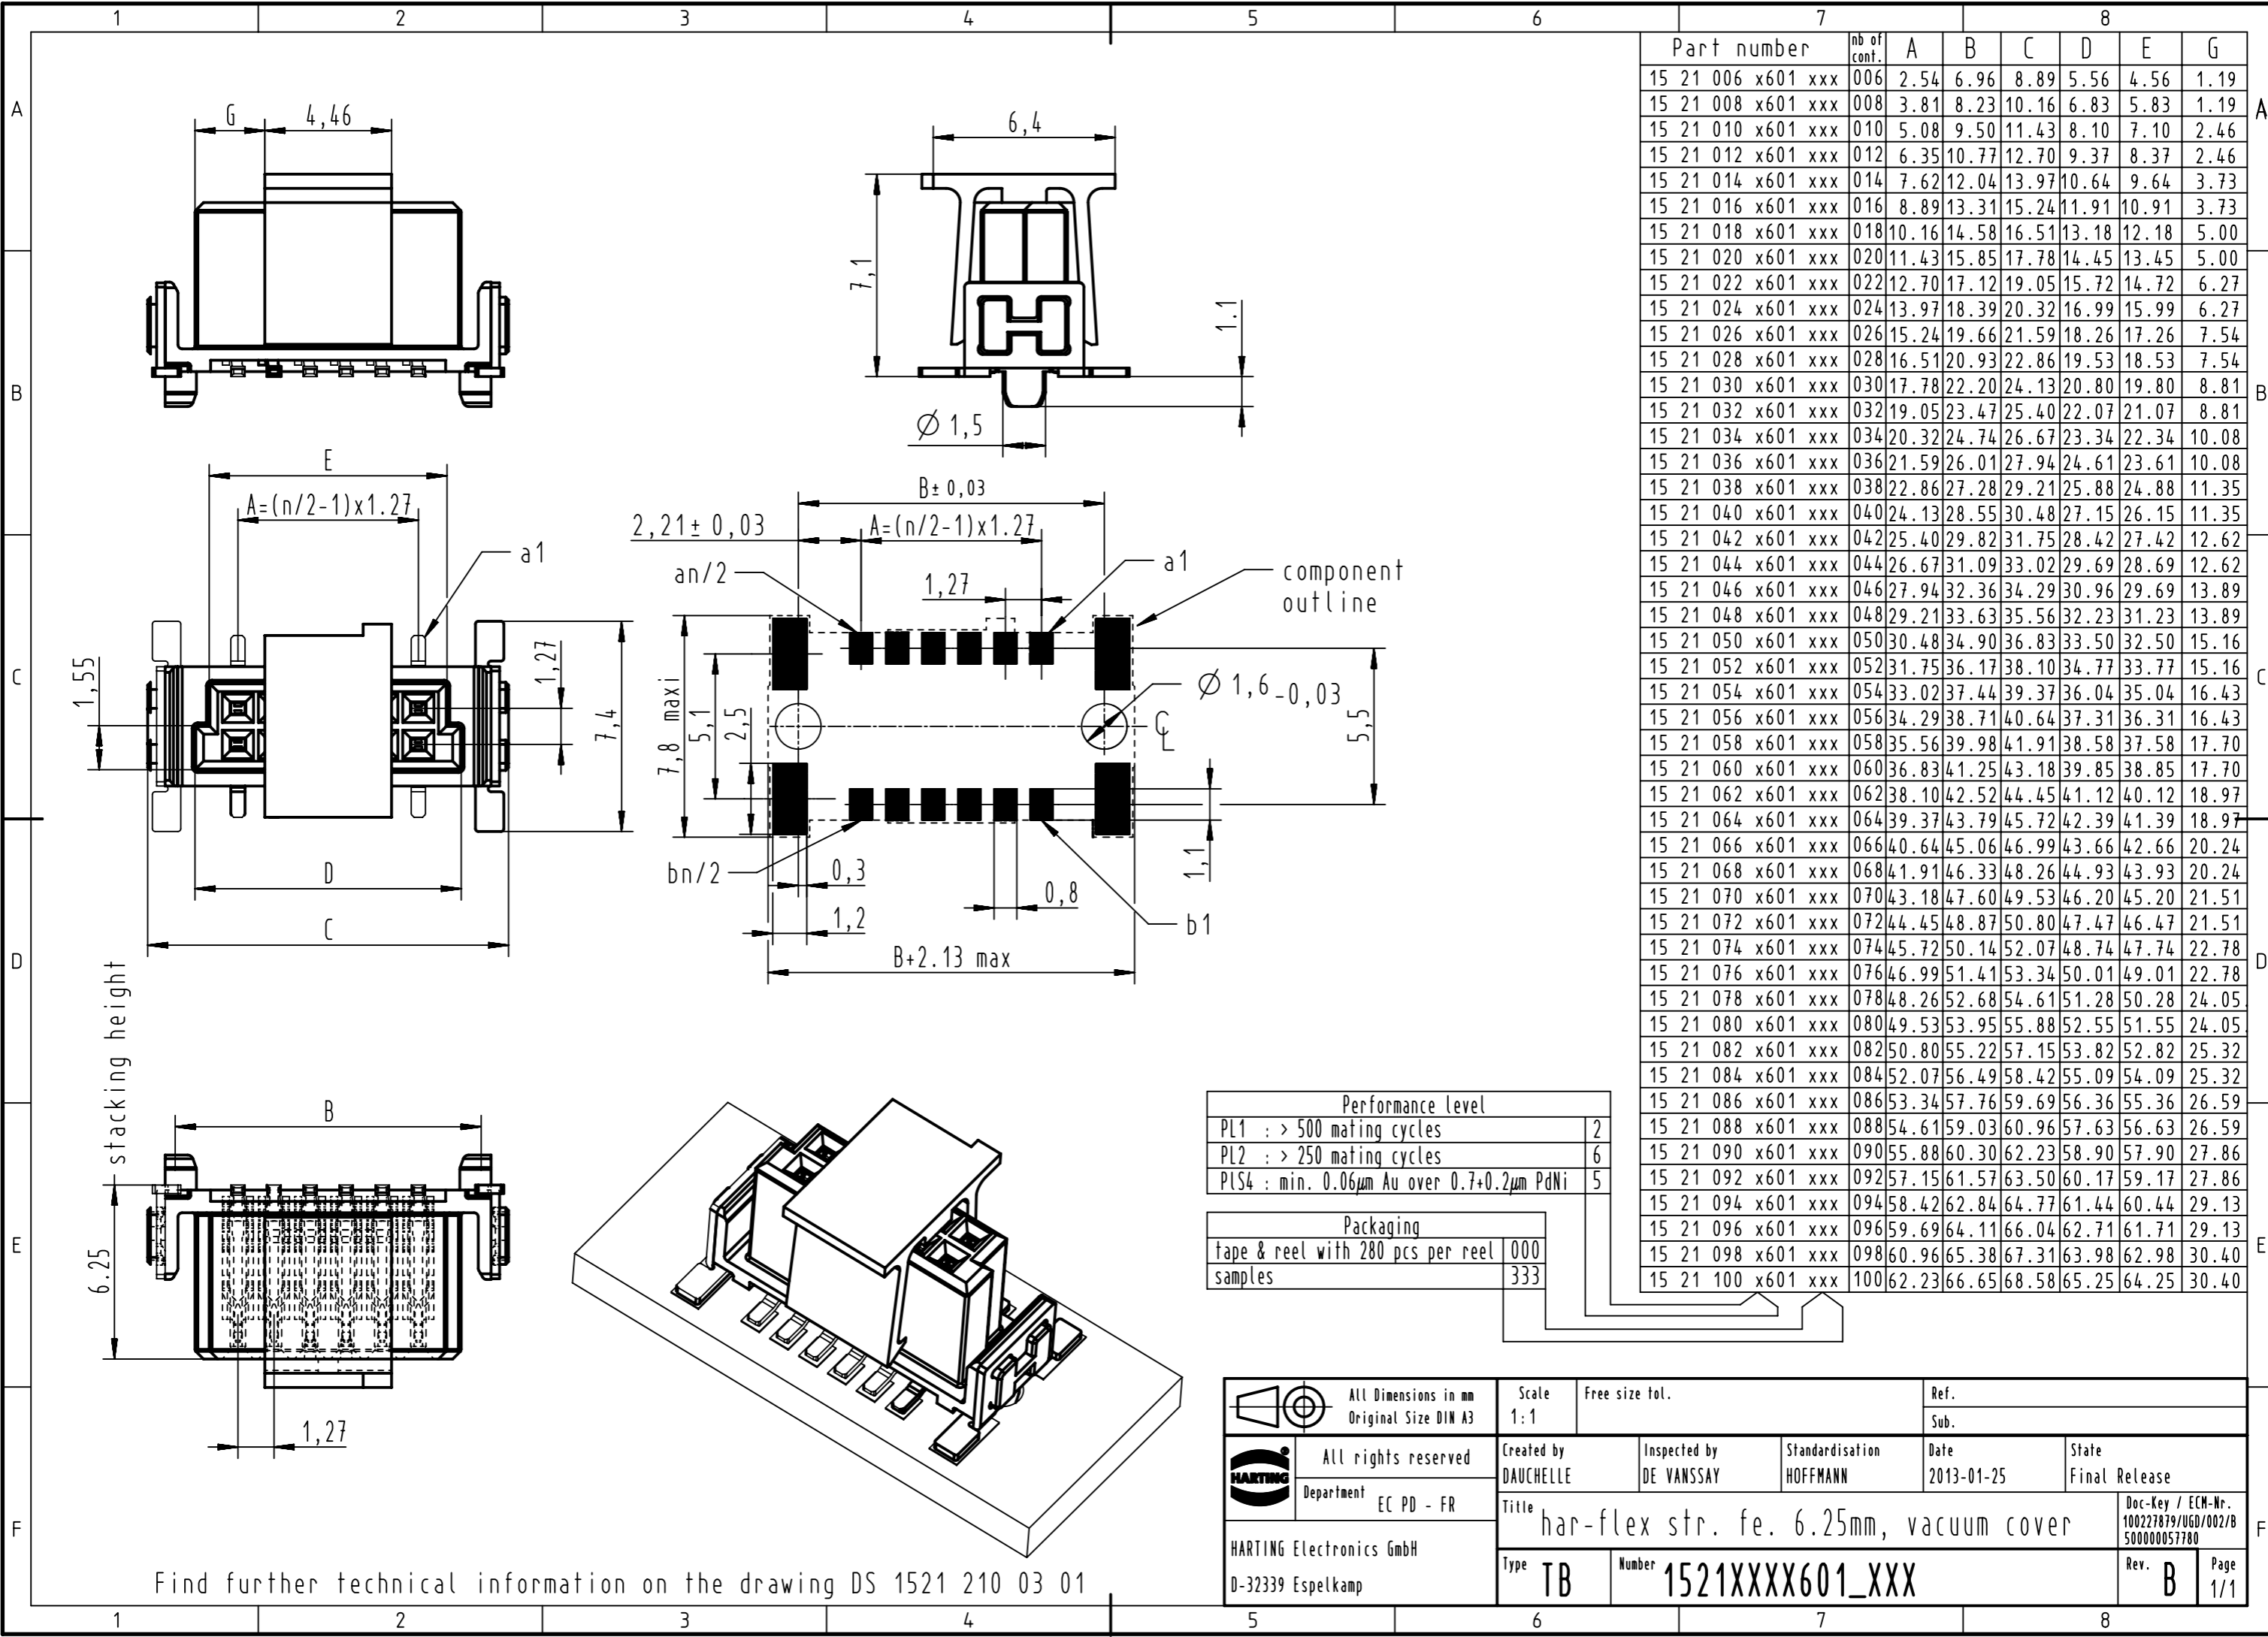 1 2 3 4 5 6 7 8
A
B
C
D
E
F
G
4,46
6,4
7,1
1.1
Ø 1,5
E
A=(n/2-1)x1.27
a1
1,55
1,27
7,4
D
C
B± 0,03
2,21± 0,03
A=(n/2-1)x1.27
an/2
a1
1,27
component
outline
7,8 maxi
5,1
2,5
Ø 1,6 -0,03
5,5
bn/2
0,3
1,2
0,8
1,1
b1
B+2.13 max
stacking height
6.25
B
1,27
Part number nb of cont. A B C D E G
15 21 006 x601 xxx 006 2.54 6.96 8.89 5.56 4.56 1.19
15 21 008 x601 xxx 008 3.81 8.23 10.16 6.83 5.83 1.19
15 21 010 x601 xxx 010 5.08 9.50 11.43 8.10 7.10 2.46
15 21 012 x601 xxx 012 6.35 10.77 12.70 9.37 8.37 2.46
15 21 014 x601 xxx 014 7.62 12.04 13.97 10.64 9.64 3.73
15 21 016 x601 xxx 016 8.89 13.31 15.24 11.91 10.91 3.73
15 21 018 x601 xxx 018 10.16 14.58 16.51 13.18 12.18 5.00
15 21 020 x601 xxx 020 11.43 15.85 17.78 14.45 13.45 5.00
15 21 022 x601 xxx 022 12.70 17.12 19.05 15.72 14.72 6.27
15 21 024 x601 xxx 024 13.97 18.39 20.32 16.99 15.99 6.27
15 21 026 x601 xxx 026 15.24 19.66 21.59 18.26 17.26 7.54
15 21 028 x601 xxx 028 16.51 20.93 22.86 19.53 18.53 7.54
15 21 030 x601 xxx 030 17.78 22.20 24.13 20.80 19.80 8.81
15 21 032 x601 xxx 032 19.05 23.47 25.40 22.07 21.07 8.81
15 21 034 x601 xxx 034 20.32 24.74 26.67 23.34 22.34 10.08
15 21 036 x601 xxx 036 21.59 26.01 27.94 24.61 23.61 10.08
15 21 038 x601 xxx 038 22.86 27.28 29.21 25.88 24.88 11.35
15 21 040 x601 xxx 040 24.13 28.55 30.48 27.15 26.15 11.35
15 21 042 x601 xxx 042 25.40 29.82 31.75 28.42 27.42 12.62
15 21 044 x601 xxx 044 26.67 31.09 33.02 29.69 28.69 12.62
15 21 046 x601 xxx 046 27.94 32.36 34.29 30.96 29.69 13.89
15 21 048 x601 xxx 048 29.21 33.63 35.56 32.23 31.23 13.89
15 21 050 x601 xxx 050 30.48 34.90 36.83 33.50 32.50 15.16
15 21 052 x601 xxx 052 31.75 36.17 38.10 34.77 33.77 15.16
15 21 054 x601 xxx 054 33.02 37.44 39.37 36.04 35.04 16.43
15 21 056 x601 xxx 056 34.29 38.71 40.64 37.31 36.31 16.43
15 21 058 x601 xxx 058 35.56 39.98 41.91 38.58 37.58 17.70
15 21 060 x601 xxx 060 36.83 41.25 43.18 39.85 38.85 17.70
15 21 062 x601 xxx 062 38.10 42.52 44.45 41.12 40.12 18.97
15 21 064 x601 xxx 064 39.37 43.79 45.72 42.39 41.39 18.97
15 21 066 x601 xxx 066 40.64 45.06 46.99 43.66 42.66 20.24
15 21 068 x601 xxx 068 41.91 46.33 48.26 44.93 43.93 20.24
15 21 070 x601 xxx 070 43.18 47.60 49.53 46.20 45.20 21.51
15 21 072 x601 xxx 072 44.45 48.87 50.80 47.47 46.47 21.51
15 21 074 x601 xxx 074 45.72 50.14 52.07 48.74 47.74 22.78
15 21 076 x601 xxx 076 46.99 51.41 53.34 50.01 49.01 22.78
15 21 078 x601 xxx 078 48.26 52.68 54.61 51.28 50.28 24.05
15 21 080 x601 xxx 080 49.53 53.95 55.88 52.55 51.55 24.05
15 21 082 x601 xxx 082 50.80 55.22 57.15 53.82 52.82 25.32
15 21 084 x601 xxx 084 52.07 56.49 58.42 55.09 54.09 25.32
15 21 086 x601 xxx 086 53.34 57.76 59.69 56.36 55.36 26.59
15 21 088 x601 xxx 088 54.61 59.03 60.96 57.63 56.63 26.59
15 21 090 x601 xxx 090 55.88 60.30 62.23 58.90 57.90 27.86
15 21 092 x601 xxx 092 57.15 61.57 63.50 60.17 59.17 27.86
15 21 094 x601 xxx 094 58.42 62.84 64.77 61.44 60.44 29.13
15 21 096 x601 xxx 096 59.69 64.11 66.04 62.71 61.71 29.13
15 21 098 x601 xxx 098 60.96 65.38 67.31 63.98 62.98 30.40
15 21 100 x601 xxx 100 62.23 66.65 68.58 65.25 64.25 30.40
Performance level
PL1 : > 500 mating cycles 2
PL2 : > 250 mating cycles 6
PlS4 : min. 0.06µm Au over 0.7+0.2µm PdNi 5
Packaging
tape & reel with 280 pcs per reel 000
samples 333
All Dimensions in mm
Original Size DIN A3
Scale
1:1
Free size tol.
Ref.
Sub.
HARTING®
All rights reserved
Department EC PD - FR
HARTING Electronics GmbH
D-32339 Espelkamp
Created by
DAUCHELLE
Inspected by
DE VANSSAY
Standardisation
HOFFMANN
Date
2013-01-25
State
Final Release
Title har-flex str. fe. 6.25mm, vacuum cover
Doc-Key / ECM-Nr.
100227879/UGD/002/B
500000057780
Type TB
Number 1521XXXX601_XXX
Rev. B
Page
1/1
Find further technical information on the drawing DS 1521 210 03 01
A
B
C
D
E
F
1 2 3 4 5 6 7 8